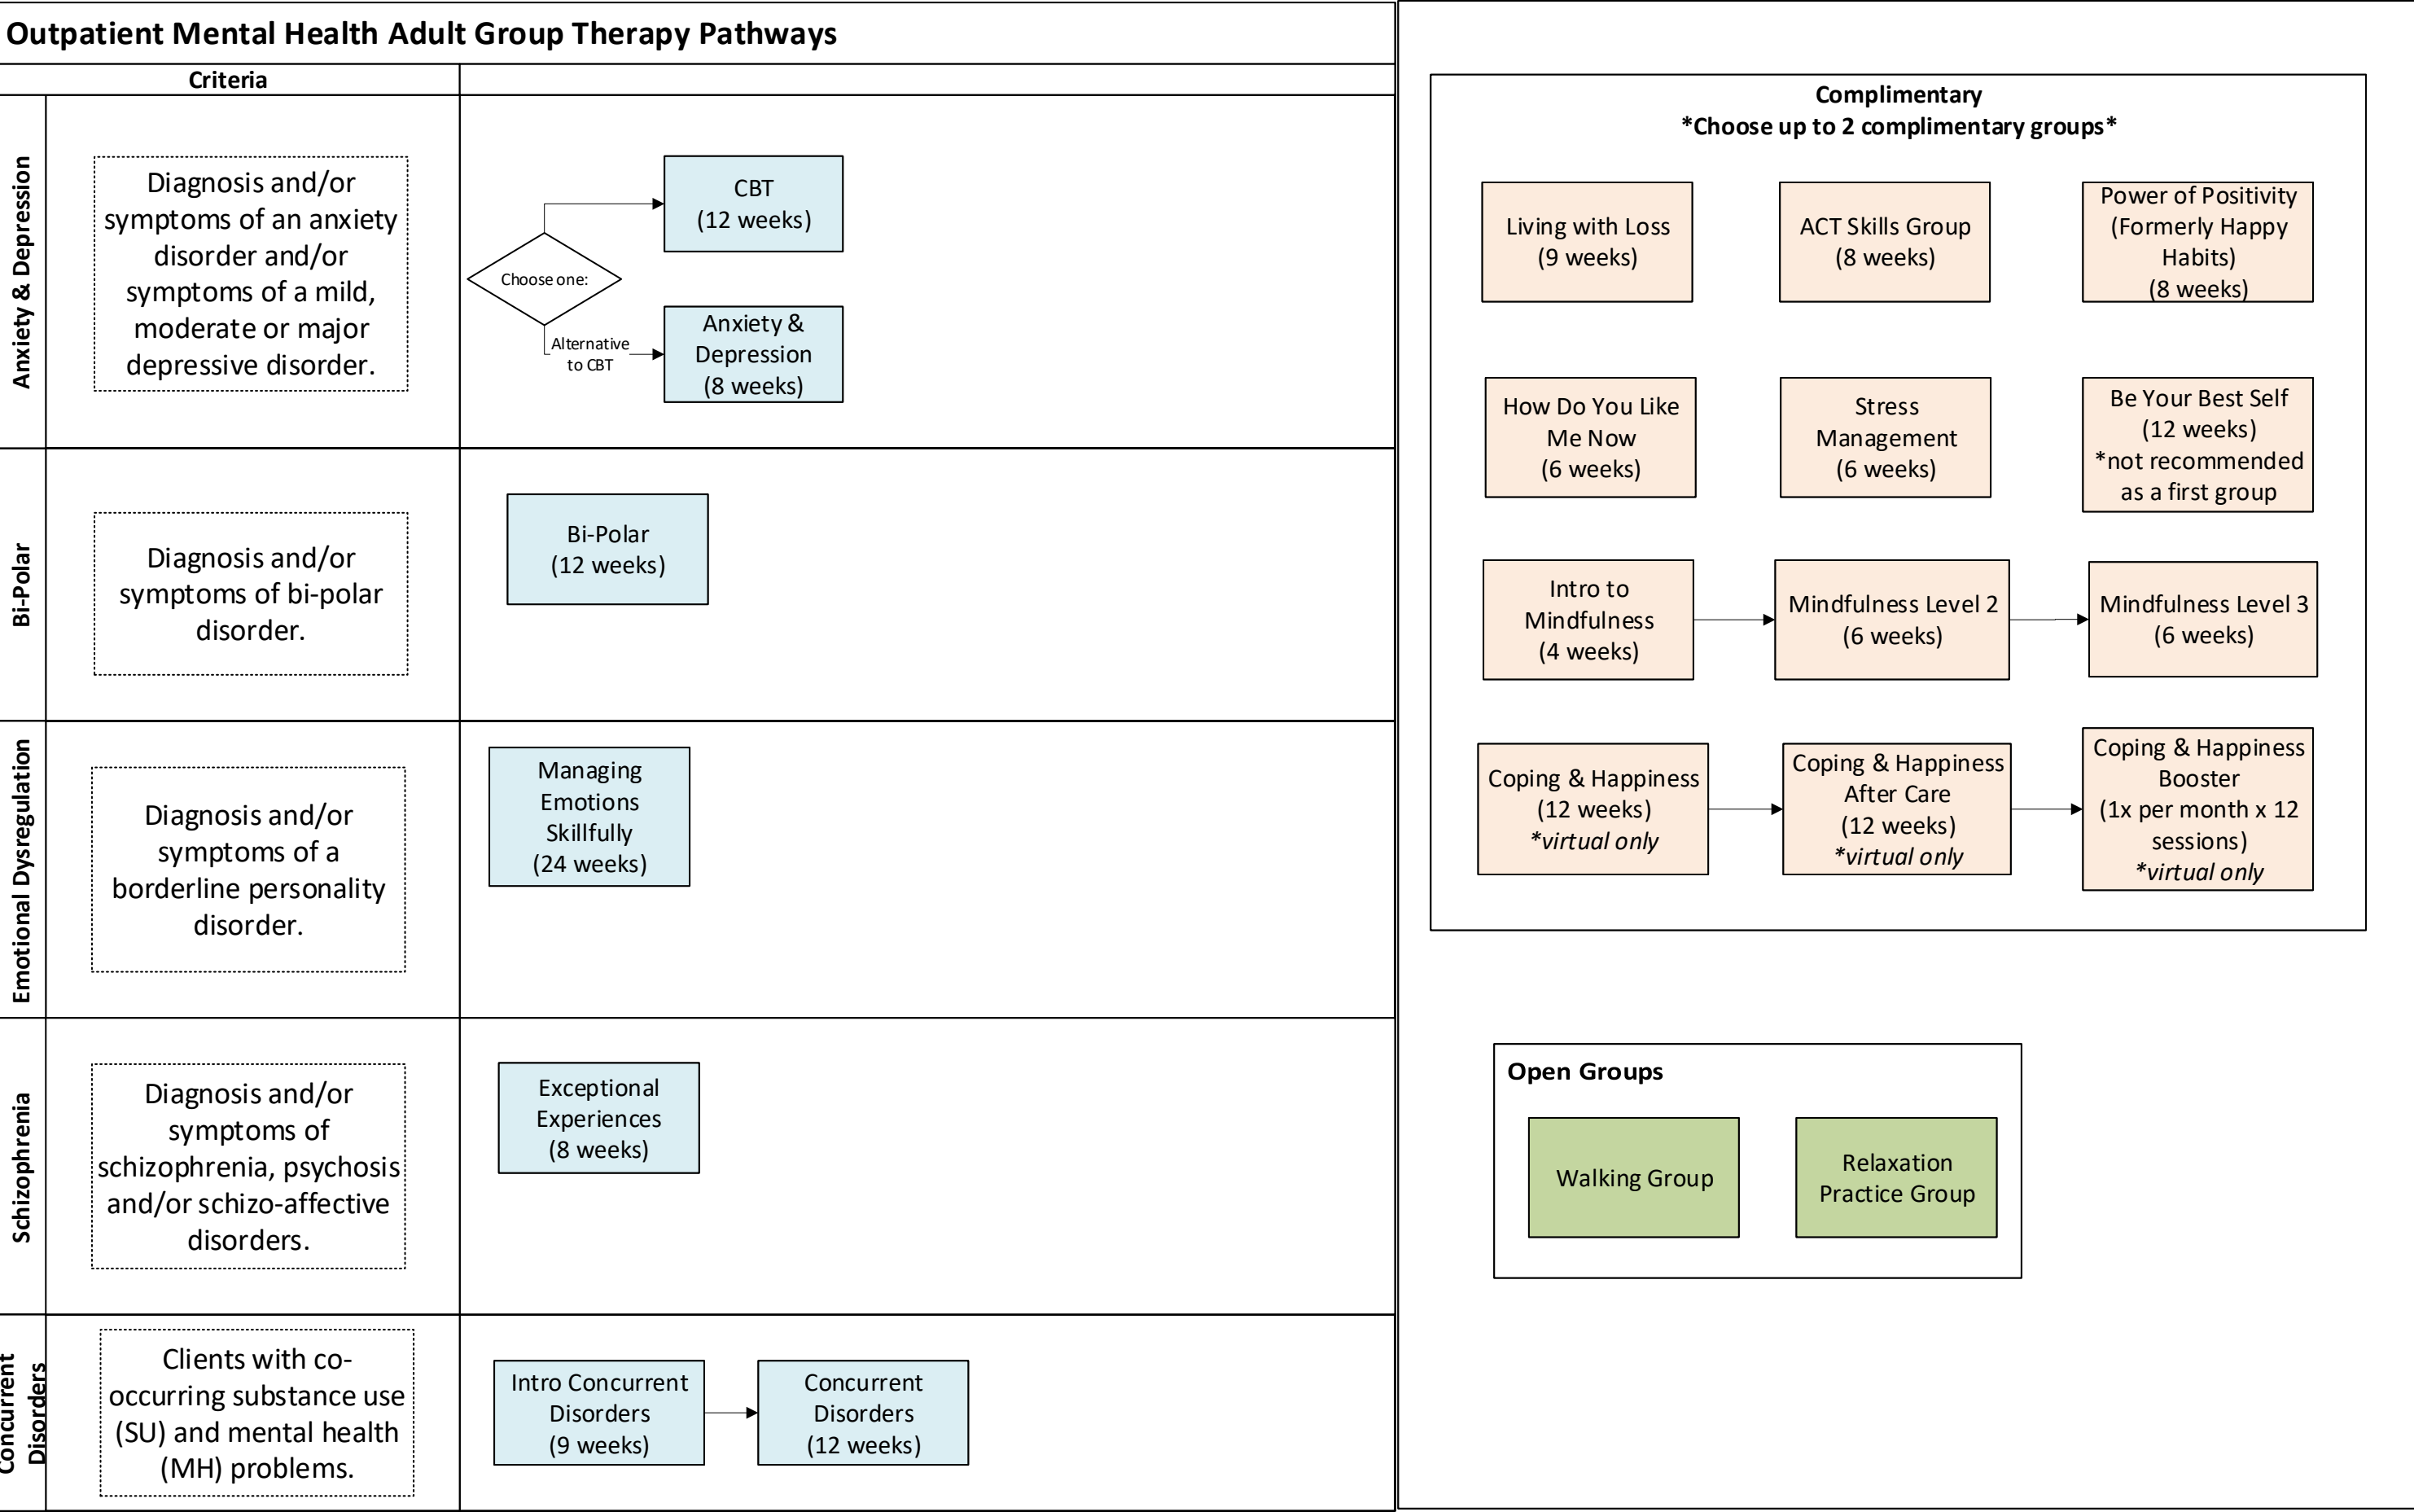 Outpatient Mental Health Adult Group Therapy Pathways
Criteria
Anxiety & Depression
Diagnosis and/or
symptoms of an anxiety
disorder and/or
symptoms of a mild,
moderate or major
depressive disorder.
Choose one:
CBT
(12 weeks)
Alternative
to CBT
Anxiety &
Depression
(8 weeks)
Bi-Polar
Diagnosis and/or
symptoms of bi-polar
disorder.
Bi-Polar
(12 weeks)
Emotional Dysregulation
Diagnosis and/or
symptoms of a
borderline personality
disorder.
Managing
Emotions
Skillfully
(24 weeks)
Schizophrenia
Diagnosis and/or
symptoms of
schizophrenia, psychosis
and/or schizo-affective
disorders.
Exceptional
Experiences
(8 weeks)
Concurrent
Disorders
Clients with co-
occurring substance use
(SU) and mental health
(MH) problems.
Intro Concurrent
Disorders
(9 weeks)
Concurrent
Disorders
(12 weeks)
Complimentary
*Choose up to 2 complimentary groups*
Living with Loss
(9 weeks)
ACT Skills Group
(8 weeks)
Power of Positivity
(Formerly Happy
Habits)
(8 weeks)
How Do You Like
Me Now
(6 weeks)
Stress
Management
(6 weeks)
Be Your Best Self
(12 weeks)
*not recommended
as a first group
Intro to
Mindfulness
(4 weeks)
Mindfulness Level 2
(6 weeks)
Mindfulness Level 3
(6 weeks)
Coping & Happiness
(12 weeks)
*virtual only
Coping & Happiness
After Care
(12 weeks)
*virtual only
Coping & Happiness
Booster
(1x per month x 12
sessions)
*virtual only
Open Groups
Walking Group
Relaxation
Practice Group